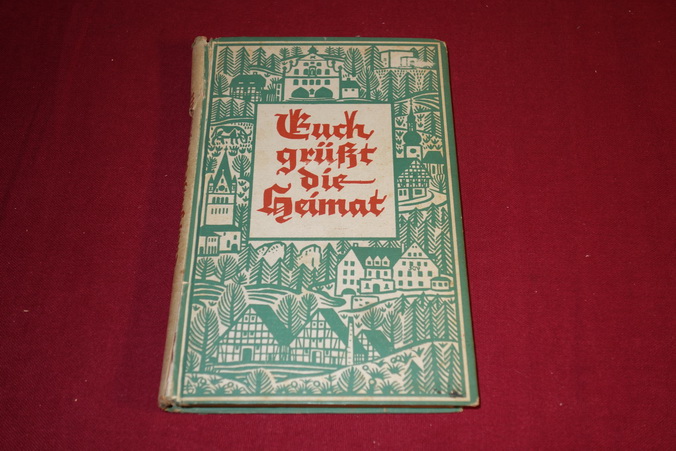 Euch
grüßt
die
Heimat